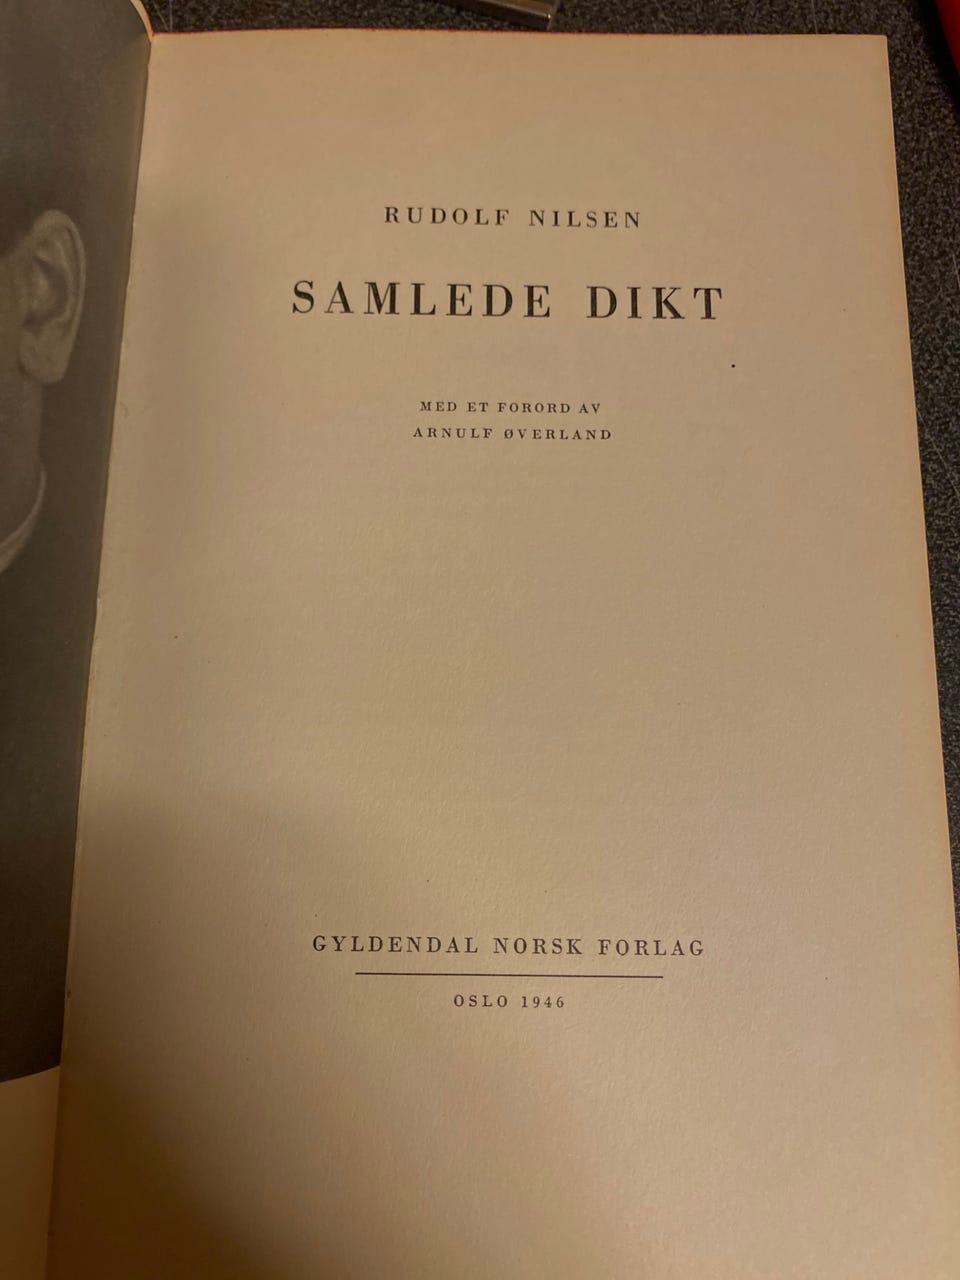 RUDOLF NILSEN
SAMLEDE DIKT
MED ET FORORD AV
ARNULF ØVERLAND
GYLDENDAL NORSK FORLAG
OSLO 1946